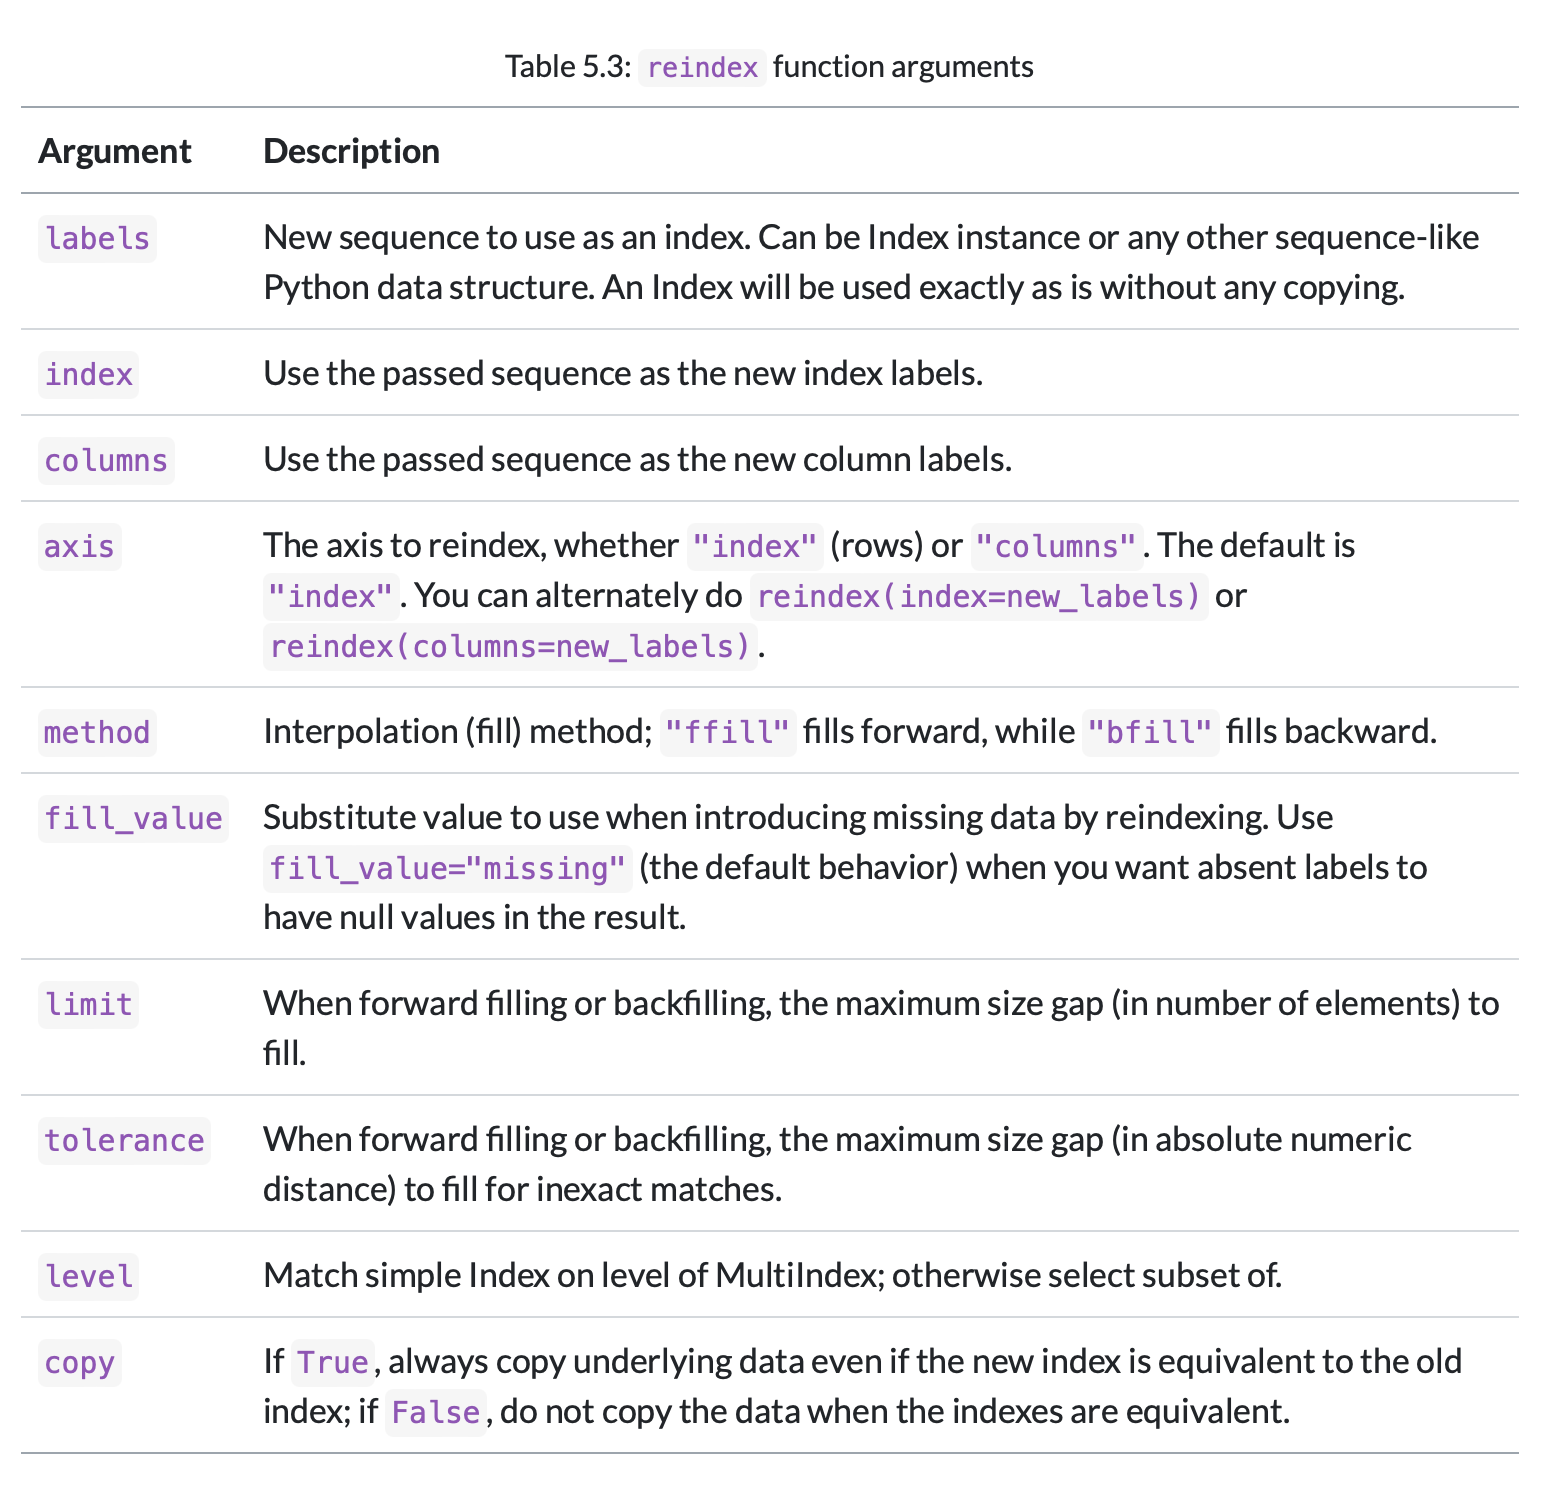 Table 5.3: reindex function arguments
Argument Description
labels New sequence to use as an index. Can be Index instance or any other sequence-like
Python data structure. An Index will be used exactly as is without any copying.
index Use the passed sequence as the new index labels.
columns Use the passed sequence as the new column labels.
axis The axis to reindex, whether "index" (rows) or "columns". The default is
"index". You can alternately do reindex(index=new_labels) or
reindex(columns=new_labels).
method Interpolation (fill) method; "ffill" fills forward, while "bfill" fills backward.
fill_value Substitute value to use when introducing missing data by reindexing. Use
fill_value="missing" (the default behavior) when you want absent labels to
have null values in the result.
limit When forward filling or backfilling, the maximum size gap (in number of elements) to
fill.
tolerance When forward filling or backfilling, the maximum size gap (in absolute numeric
distance) to fill for inexact matches.
level Match simple Index on level of MultiIndex; otherwise select subset of.
copy If True, always copy underlying data even if the new index is equivalent to the old
index; if False, do not copy the data when the indexes are equivalent.